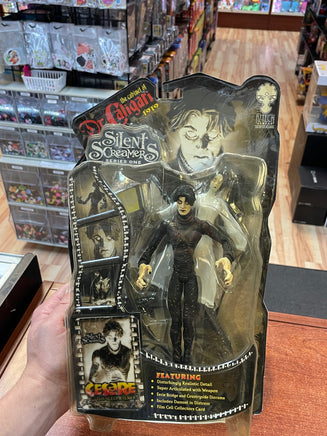 the cabinet of
Dr. Caligari
1919
Silent
Screamers
SERIES ONE
AZTECH
CESARE
FEATURING
• Disturbingly Realistic Detail
• Super Articulated with Weapon
• Eerie Bridge and Countryside Diorama
• Includes Damsel in Distress
• Film Cell Collectors Card